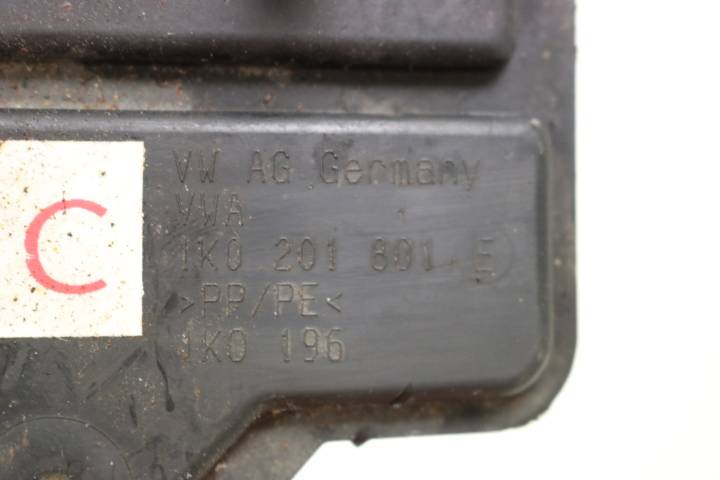 C
VW AG Germany
VWA
1K0 201 801 E
>PP/PE<
1K0 196